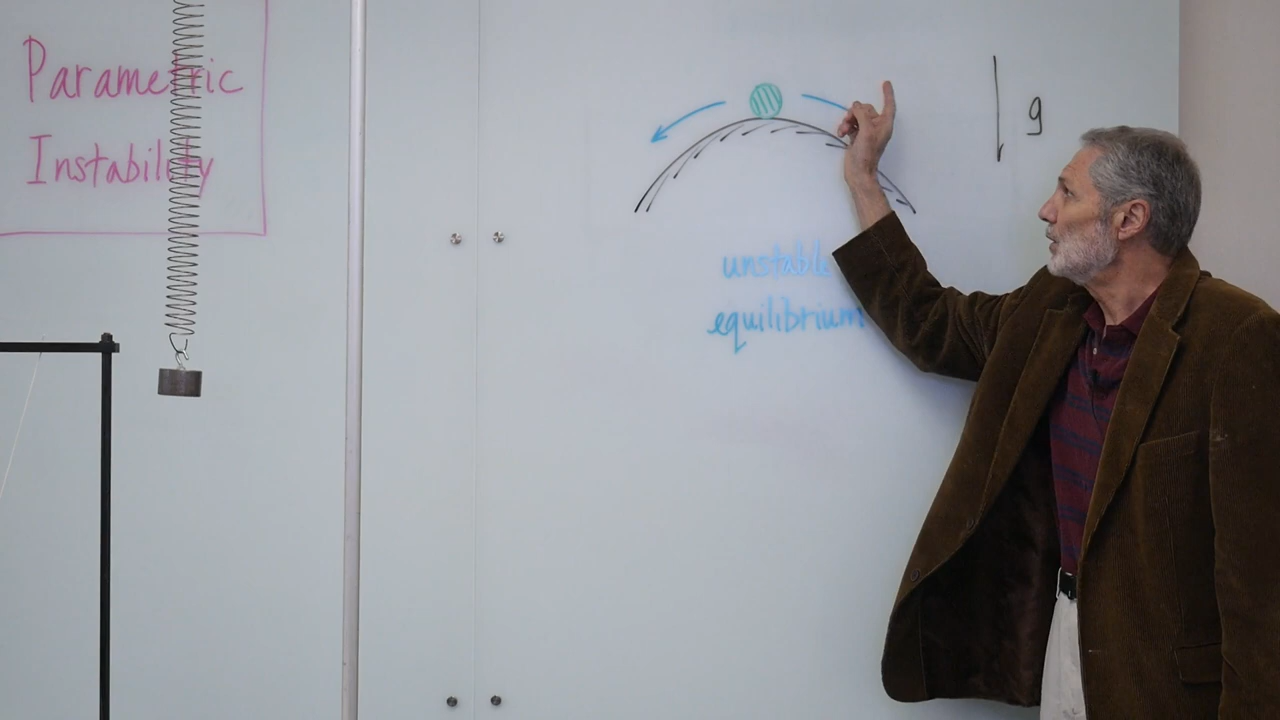 Parametric
Instability
g
unstable
equilibrium